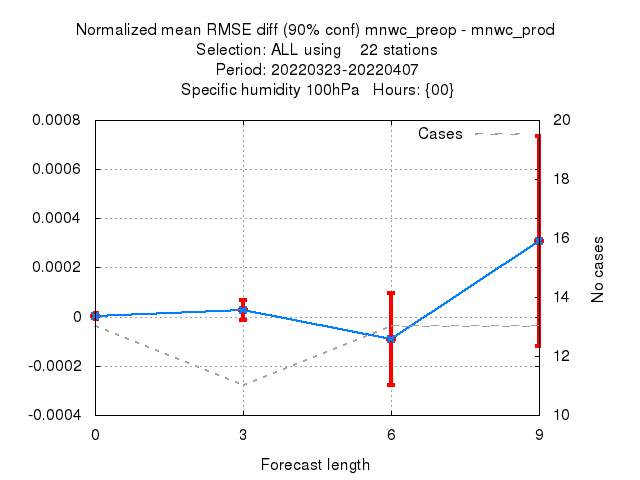 Normalized mean RMSE diff (90% conf) mnwc_preop - mnwc_prod
Selection: ALL using    22 stations
Period: 20220323-20220407
Specific humidity 100hPa   Hours: {00}
Cases
0.0008
0.0006
0.0004
0.0002
0
-0.0002
-0.0004
20
18
16
14
12
10
No cases
0
3
6
9
Forecast length